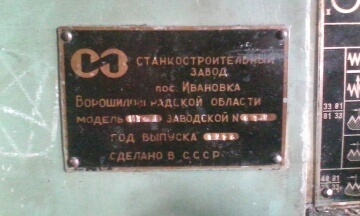 СТАНКОСТРОИТЕЛЬНЫЙ
ЗАВОД
пос. Ивановка
Ворошиловградской области
МОДЕЛЬ ЗАВОДСКОЙ №
ГОД ВЫПУСКА
СДЕЛАНО В СССР